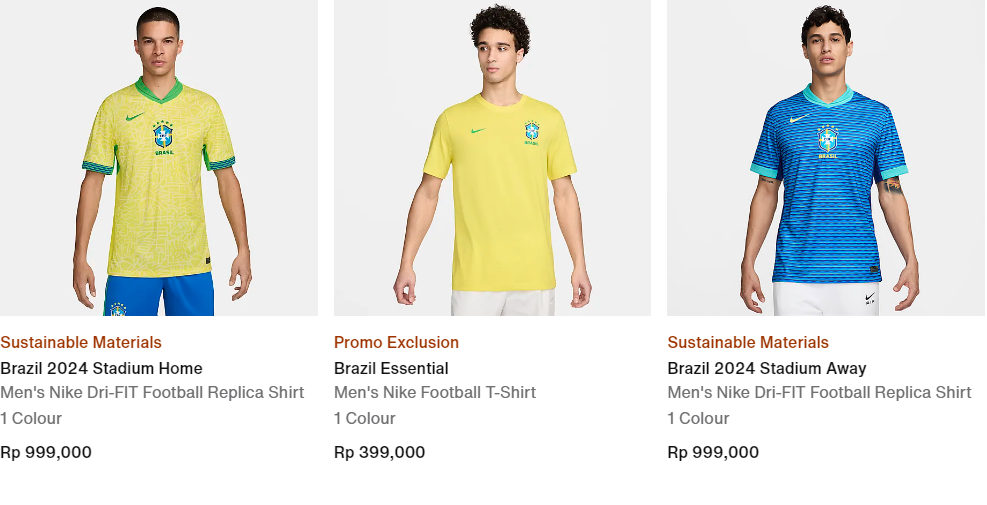 BRASIL
BRASIL
BRASIL
Sustainable Materials
Brazil 2024 Stadium Home
Men's Nike Dri-FIT Football Replica Shirt
1 Colour
Rp 999,000
Promo Exclusion
Brazil Essential
Men's Nike Football T-Shirt
1 Colour
Rp 399,000
Sustainable Materials
Brazil 2024 Stadium Away
Men's Nike Dri-FIT Football Replica Shirt
1 Colour
Rp 999,000